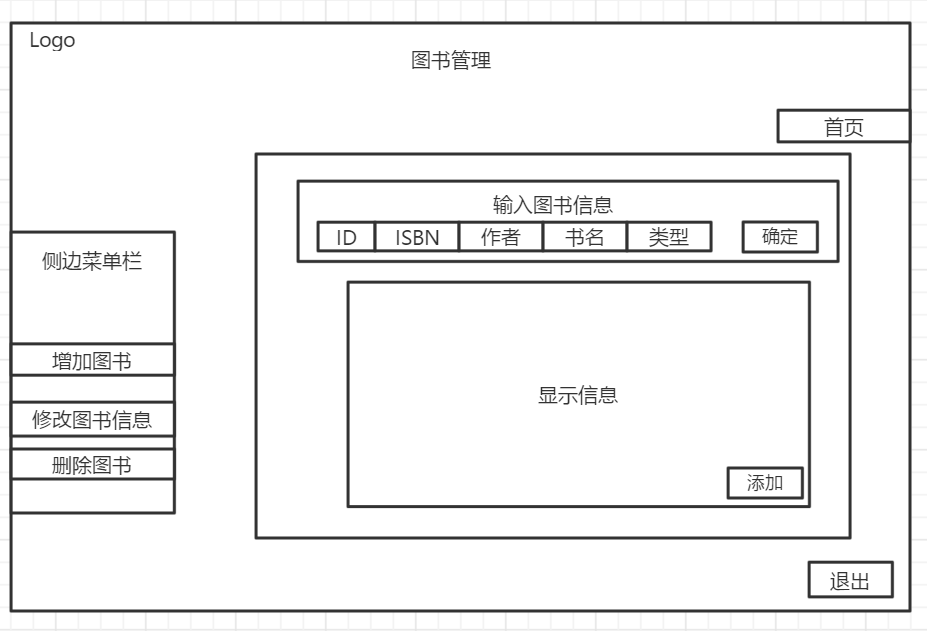 Logo
图书管理
首页
输入图书信息
ID ISBN 作者 书名 类型 确定
侧边菜单栏
增加图书
修改图书信息
删除图书
显示信息
添加
退出